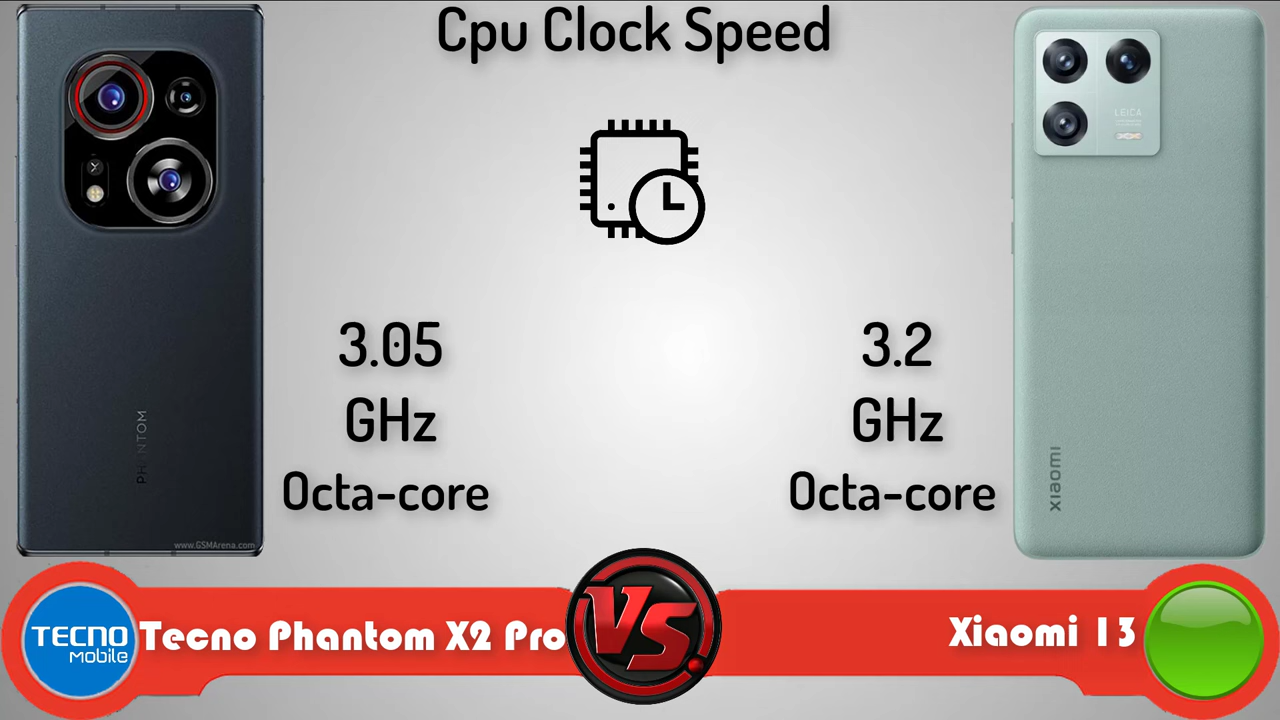 Cpu Clock Speed
LEICA
3.05
GHz
Octa-core
3.2
GHz
Octa-core
PHANTOM
xiaomi
www.GSMArena.com
TECNO
mobile
Tecno Phantom X2 Pro
VS
Xiaomi 13